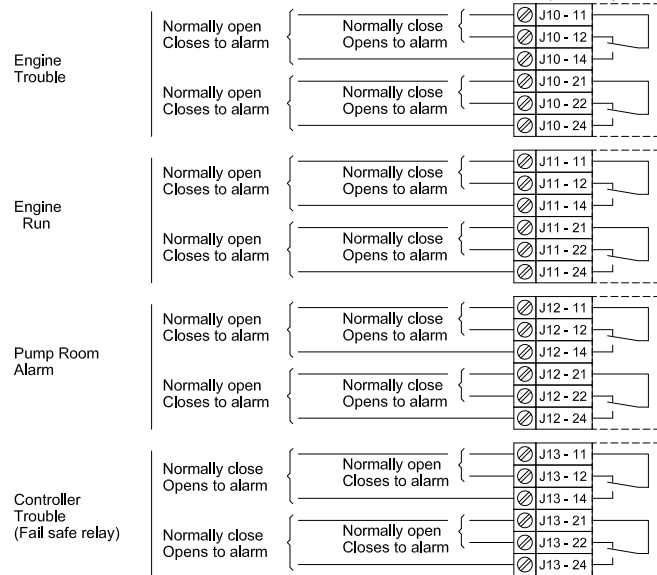 Engine
Trouble
Normally open
Closes to alarm
Normally close
Opens to alarm
J10 - 11
J10 - 12
J10 - 14
Normally open
Closes to alarm
Normally close
Opens to alarm
J10 - 21
J10 - 22
J10 - 24
Engine
Run
Normally open
Closes to alarm
Normally close
Opens to alarm
J11 - 11
J11 - 12
J11 - 14
Normally open
Closes to alarm
Normally close
Opens to alarm
J11 - 21
J11 - 22
J11 - 24
Pump Room
Alarm
Normally open
Closes to alarm
Normally close
Opens to alarm
J12 - 11
J12 - 12
J12 - 14
Normally open
Closes to alarm
Normally close
Opens to alarm
J12 - 21
J12 - 22
J12 - 24
Controller
Trouble
(Fail safe relay)
Normally close
Opens to alarm
Normally open
Closes to alarm
J13 - 11
J13 - 12
J13 - 14
Normally close
Opens to alarm
Normally open
Closes to alarm
J13 - 21
J13 - 22
J13 - 24